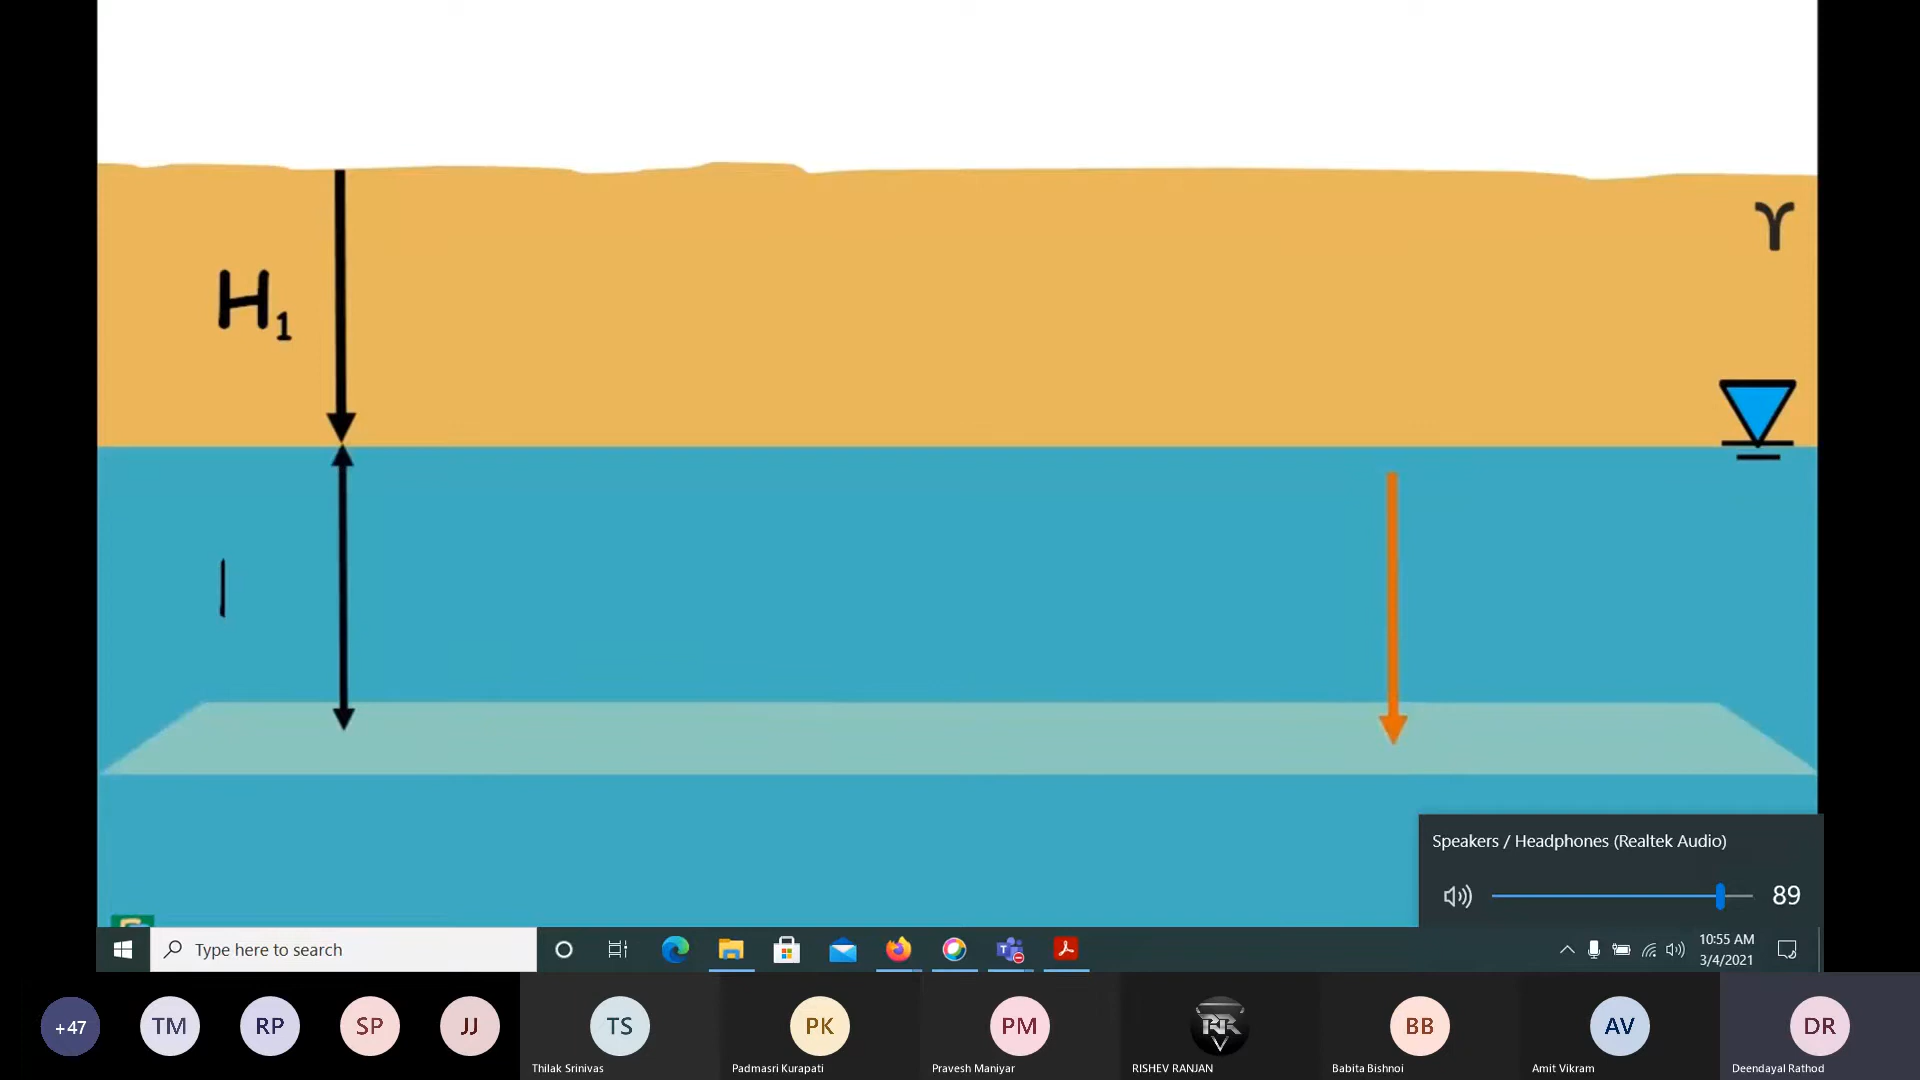 ϒ
H₁
Speakers / Headphones (Realtek Audio)
89
Type here to search
10:55 AM
3/4/2021
+47
TM
RP
SP
JJ
TS
PK
PM
RR
BB
AV
DR
Thilak Srinivas
Padmasri Kurapati
Pravesh Maniyar
RISHEV RANJAN
Babita Bishnoi
Amit Vikram
Deendayal Rathod